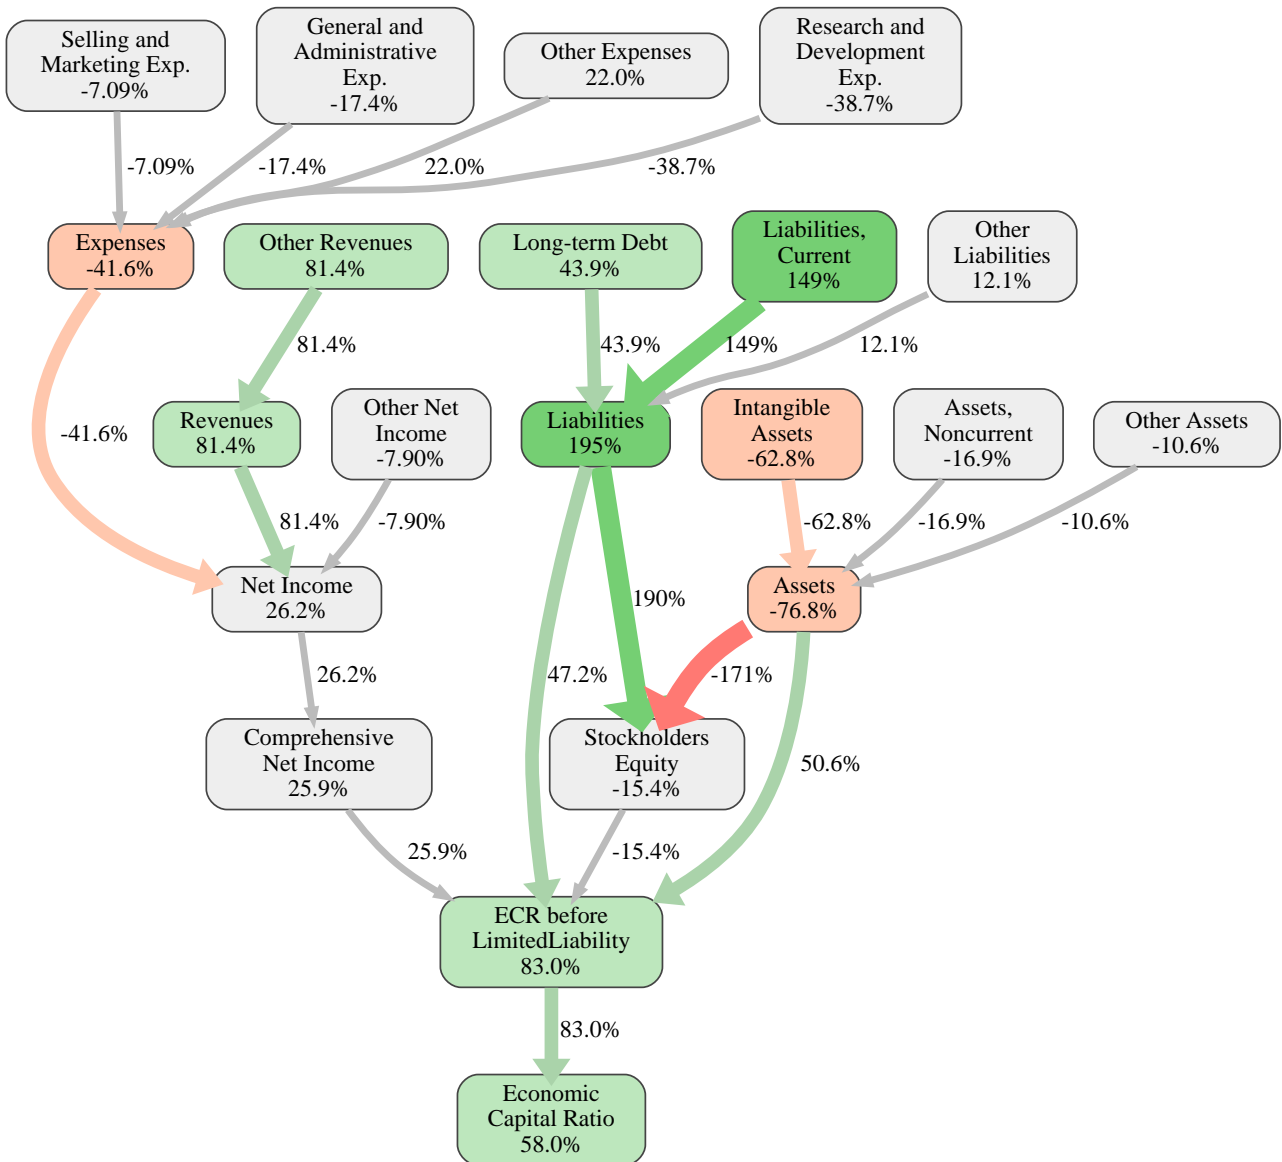 Selling and
Marketing Exp.
-7.09%
General and
Administrative
Exp.
-17.4%
Other Expenses
22.0%
Research and
Development
Exp.
-38.7%
-7.09%
-17.4%
22.0%
-38.7%
Expenses
-41.6%
Other Revenues
81.4%
Long-term Debt
43.9%
Liabilities,
Current
149%
Other
Liabilities
12.1%
81.4%
43.9%
149%
12.1%
-41.6%
Revenues
81.4%
Other Net
Income
-7.90%
Liabilities
195%
Intangible
Assets
-62.8%
Assets,
Noncurrent
-16.9%
Other Assets
-10.6%
81.4%
-7.90%
-62.8%
-16.9%
-10.6%
Net Income
26.2%
190%
Assets
-76.8%
26.2%
47.2%
-171%
Comprehensive
Net Income
25.9%
Stockholders
Equity
-15.4%
50.6%
25.9%
-15.4%
ECR before
LimitedLiability
83.0%
83.0%
Economic
Capital Ratio
58.0%